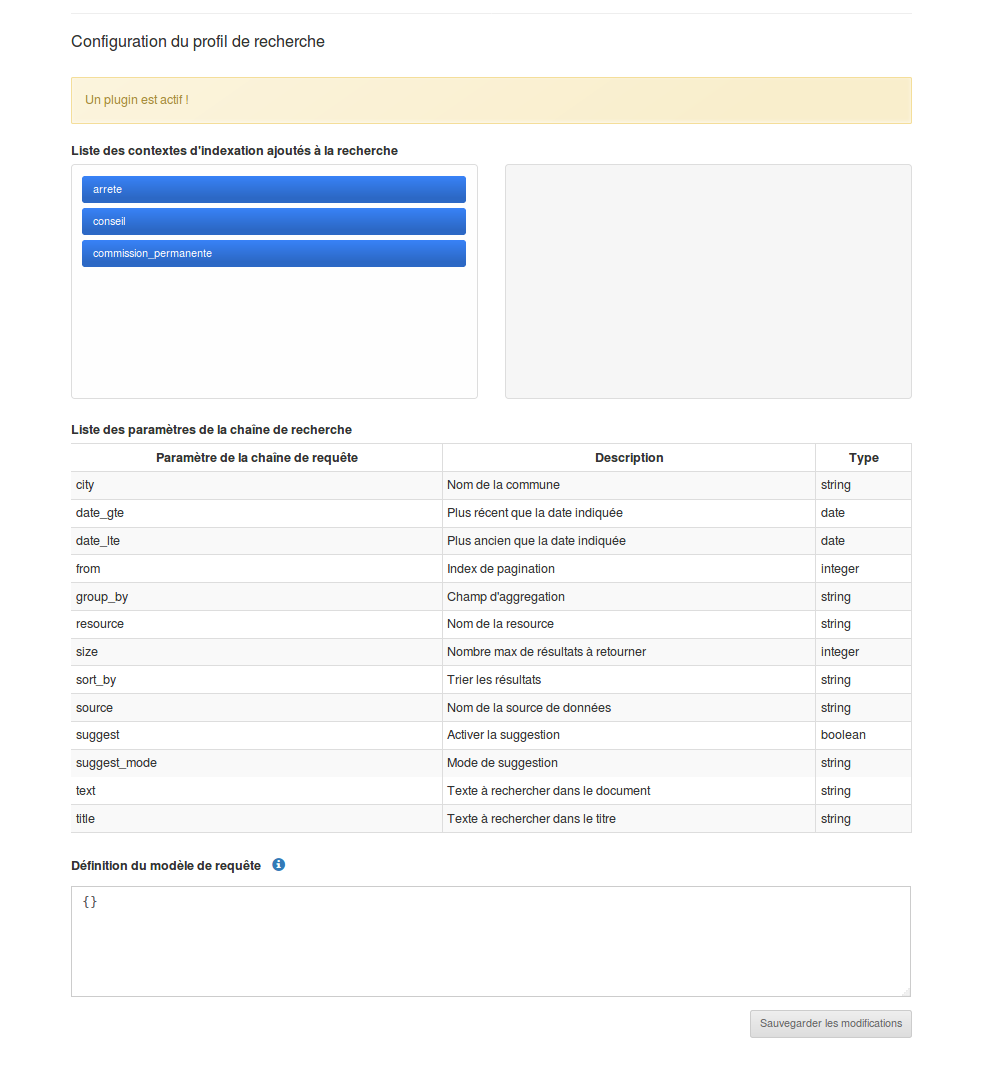 Configuration du profil de recherche
Un plugin est actif !
Liste des contextes d'indexation ajoutés à la recherche
arrete
conseil
commission_permanente
Liste des paramètres de la chaîne de recherche
Paramètre de la chaîne de requête Description Type
city Nom de la commune string
date_gte Plus récent que la date indiquée date
date_lte Plus ancien que la date indiquée date
from Index de pagination integer
group_by Champ d'aggregation string
resource Nom de la resource string
size Nombre max de résultats à retourner integer
sort_by Trier les résultats string
source Nom de la source de données string
suggest Activer la suggestion boolean
suggest_mode Mode de suggestion string
text Texte à rechercher dans le document string
title Texte à rechercher dans le titre string
Définition du modèle de requête
{}
Sauvegarder les modifications